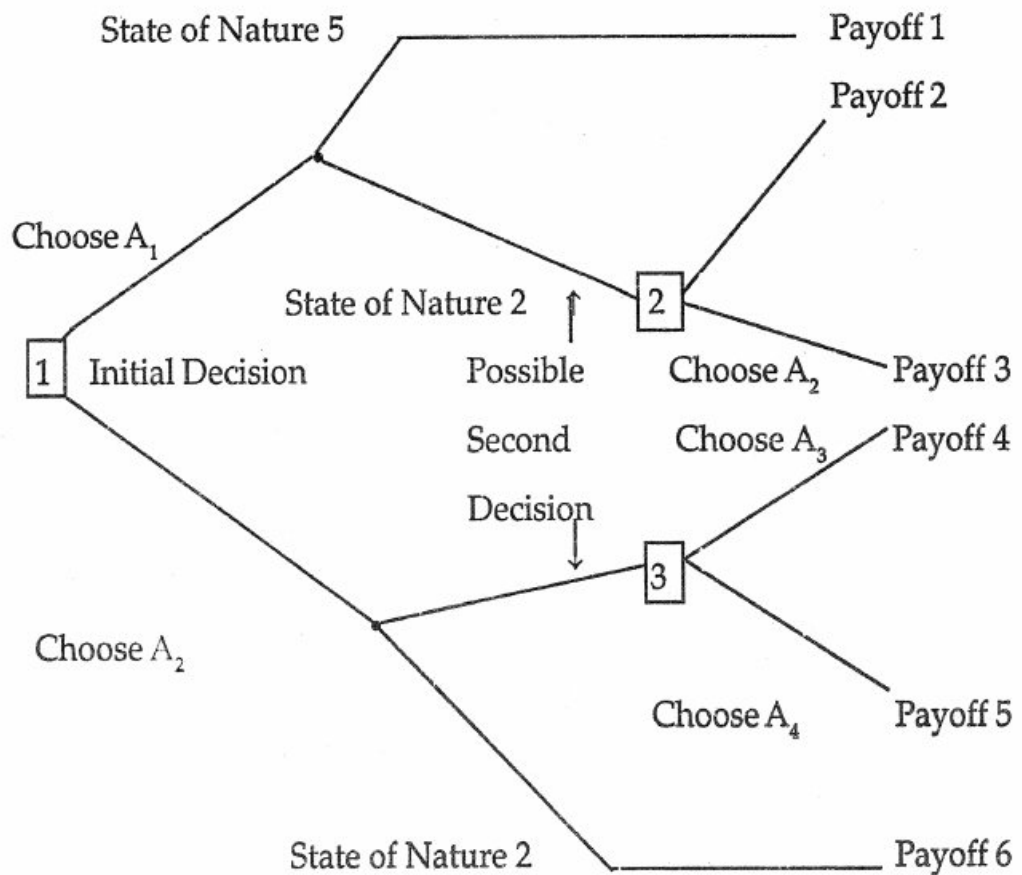 State of Nature 5
Payoff 1
Payoff 2
Choose A₁
State of Nature 2
2
1
Initial Decision
Possible
Second
Decision
Choose A₂
Payoff 3
Choose A₃
Payoff 4
3
Choose A₂
Choose A₄
Payoff 5
State of Nature 2
Payoff 6